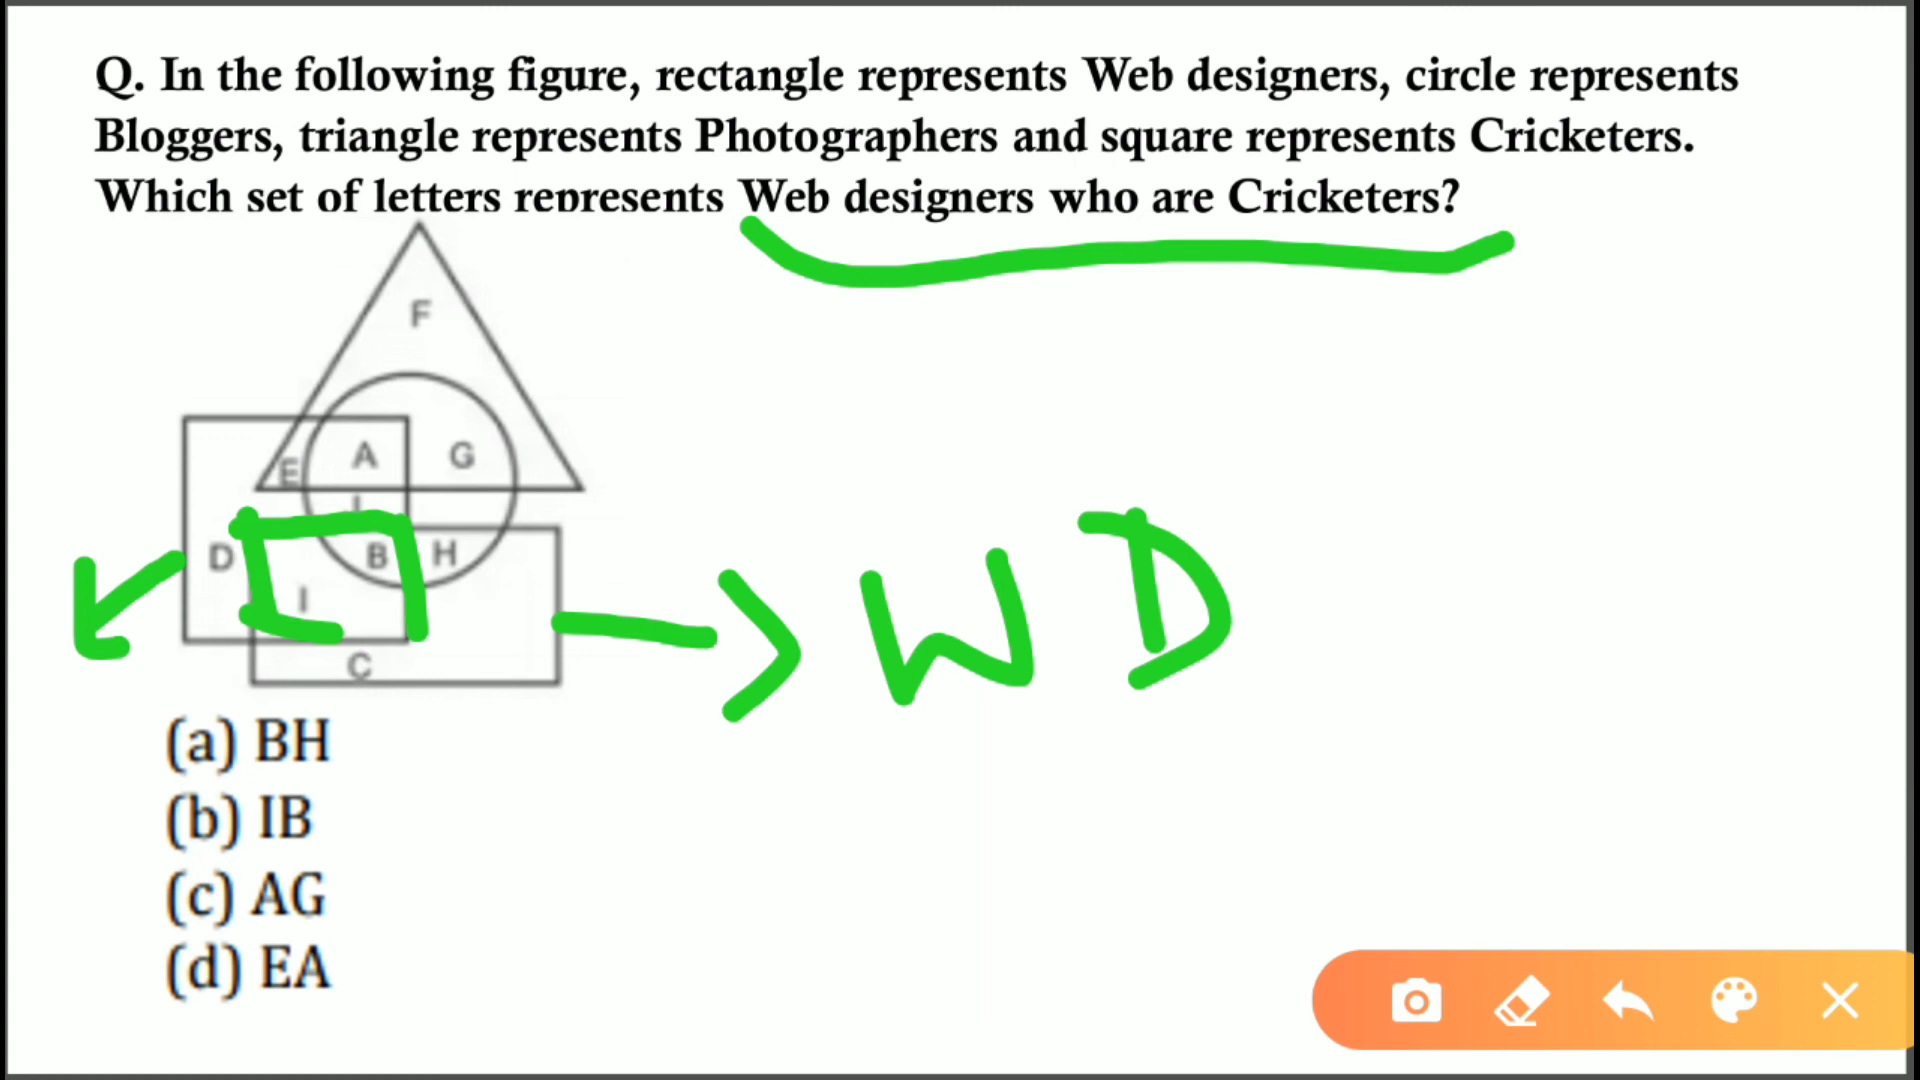 Q. In the following figure, rectangle represents Web designers, circle represents
Bloggers, triangle represents Photographers and square represents Cricketers.
Which set of letters represents Web designers who are Cricketers?
F
A G
E
D B H
I
C
W D
(a) BH
(b) IB
(c) AG
(d) EA